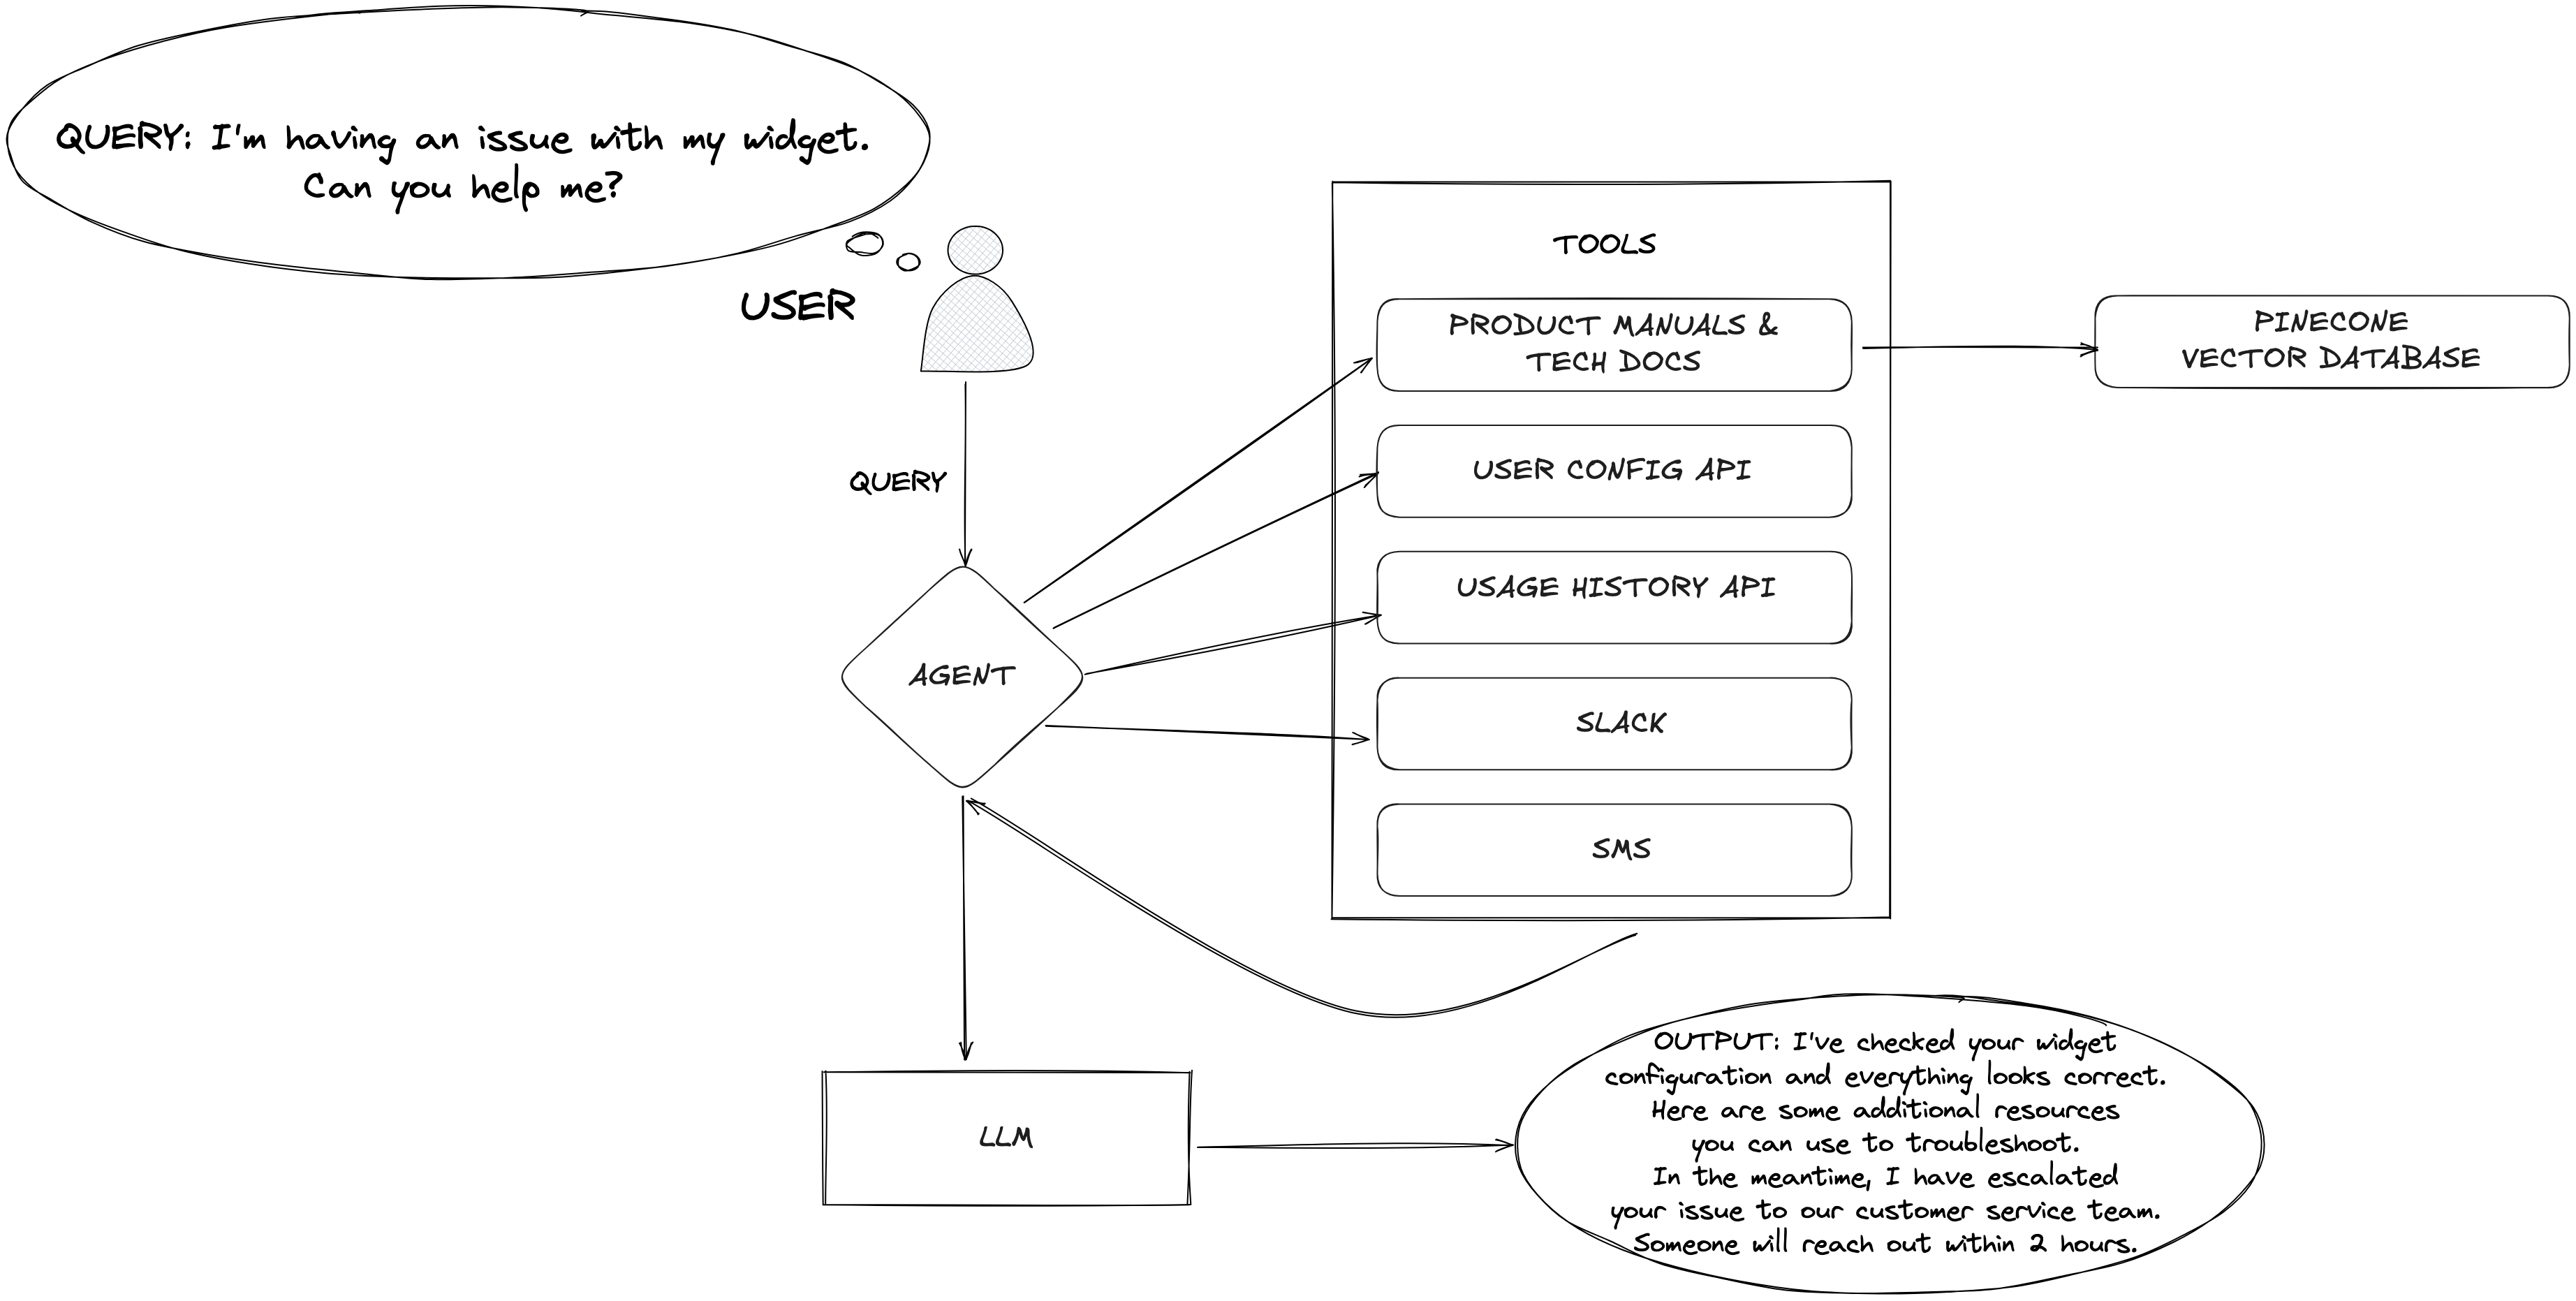 QUERY: I'm having an issue with my widget.
Can you help me?
USER
QUERY
AGENT
TOOLS
PRODUCT MANUALS &
TECH DOCS
USER CONFIG API
USAGE HISTORY API
SLACK
SMS
PINECONE
VECTOR DATABASE
LLM
OUTPUT: I've checked your widget
configuration and everything looks correct.
Here are some additional resources
you can use to troubleshoot.
In the meantime, I have escalated
your issue to our customer service team.
Someone will reach out within 2 hours.